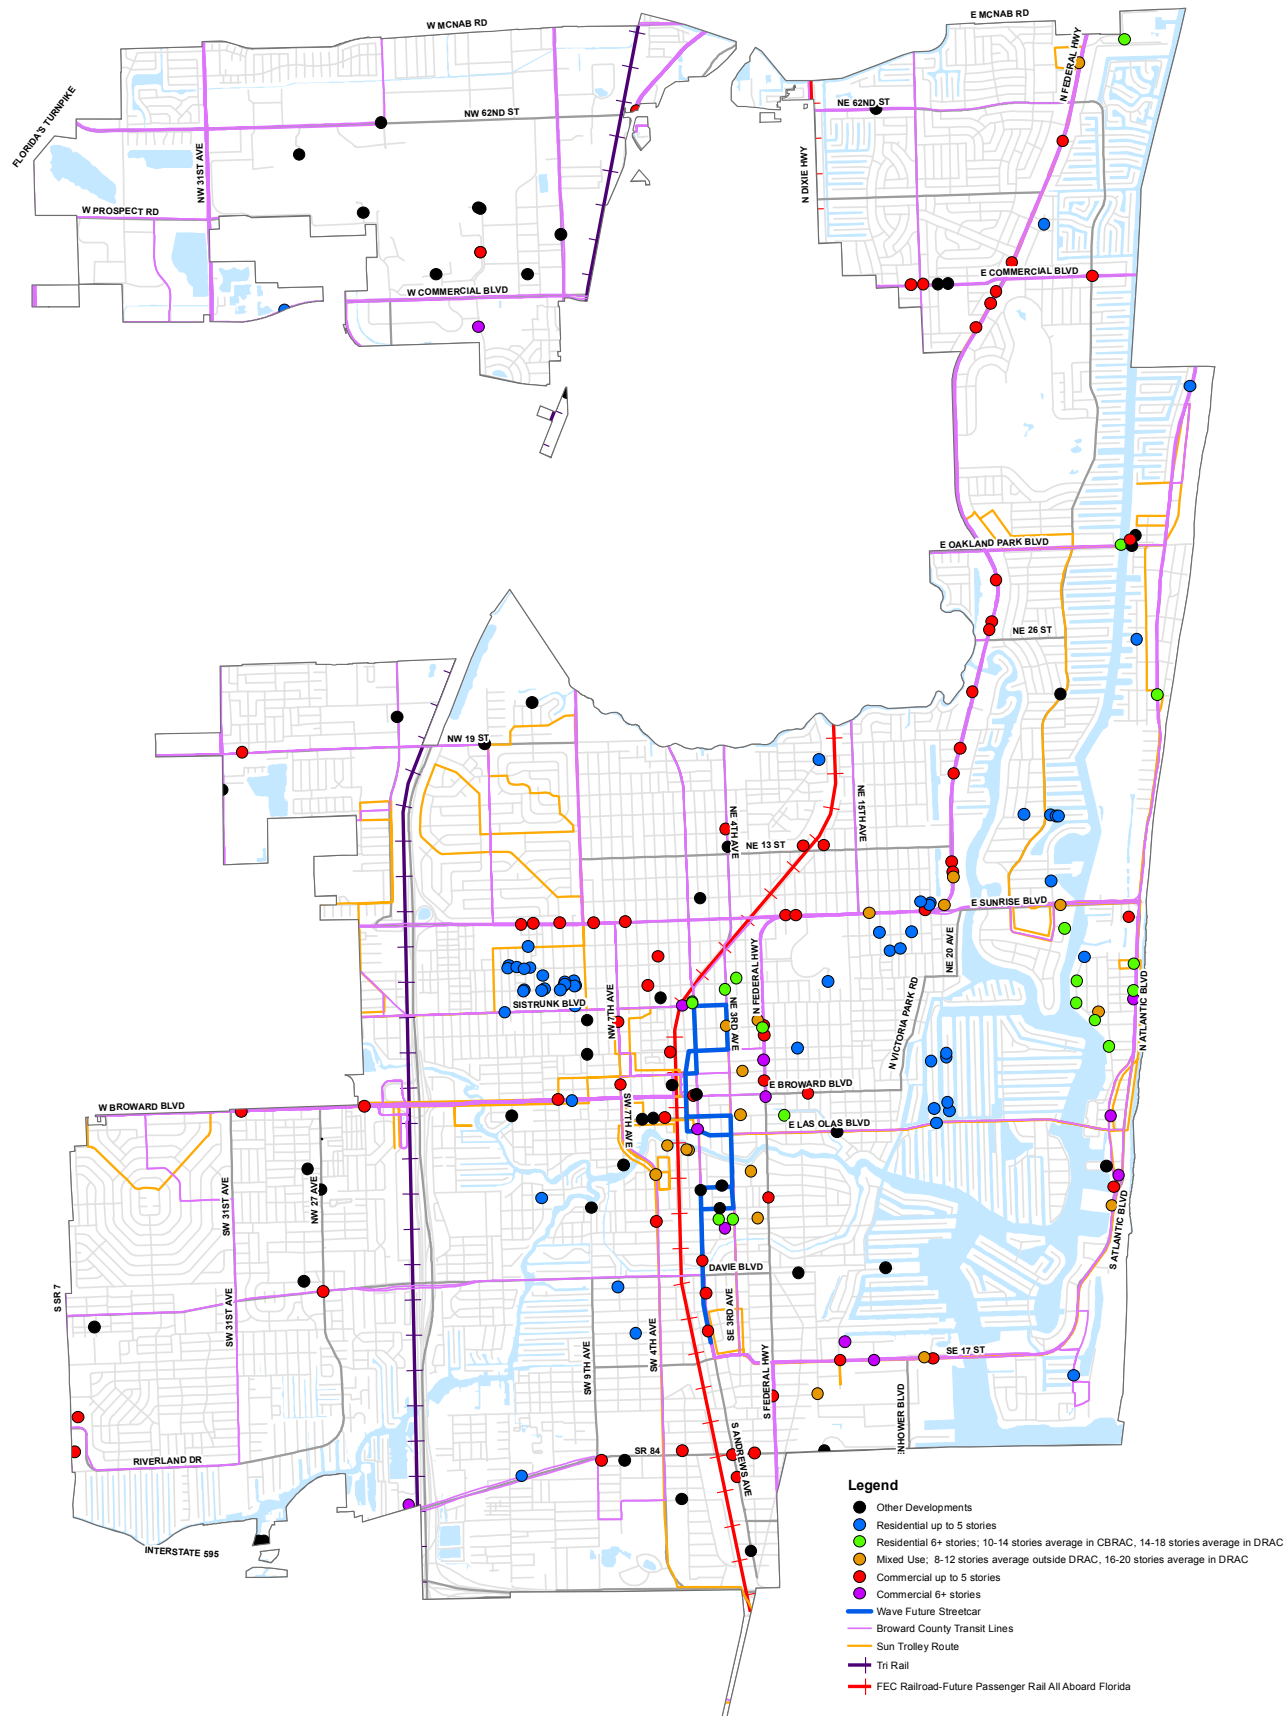 W MCNAB RD
E MCNAB RD
N FEDERAL HWY
FLORIDA'S TURNPIKE
NW 62ND ST
NE 62ND ST
NW 31ST AVE
N DIXIE HWY
W PROSPECT RD
E COMMERCIAL BLVD
W COMMERCIAL BLVD
E OAKLAND PARK BLVD
NE 26 ST
NW 19 ST
NE 4TH AVE
NE 15TH AVE
NE 13 ST
E SUNRISE BLVD
NE 20 AVE
N FEDERAL HWY
NW 7TH AVE
SISTRUNK BLVD
NE 3RD AVE
N VICTORIA PARK RD
N ATLANTIC BLVD
E BROWARD BLVD
W BROWARD BLVD
SW 7TH AVE
E LAS OLAS BLVD
SW 31ST AVE
NW 27 AVE
S ATLANTIC BLVD
DAVIE BLVD
S SR 7
SW 31ST AVE
SE 3RD AVE
SW 4TH AVE
SW 9TH AVE
SE 17 ST
S FEDERAL HWY
NHOWER BLVD
S ANDREWS AVE
SR 84
RIVERLAND DR
INTERSTATE 595
Legend
Other Developments
Residential up to 5 stories
Residential 6+ stories; 10-14 stories average in CBRAC, 14-18 stories average in DRAC
Mixed Use; 8-12 stories average outside DRAC, 16-20 stories average in DRAC
Commercial up to 5 stories
Commercial 6+ stories
Wave Future Streetcar
Broward County Transit Lines
Sun Trolley Route
Tri Rail
FEC Railroad-Future Passenger Rail All Aboard Florida